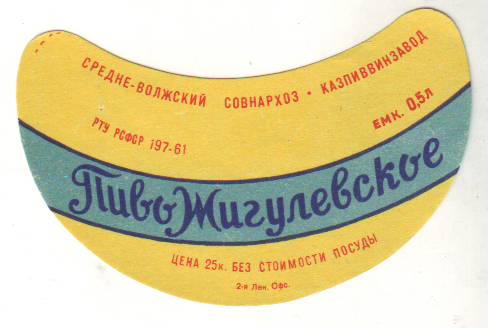 СРЕДНЕ-ВОЛЖСКИЙ СОВНАРХОЗ • КАЗПИВВИНЗАВОД
РТУ РСФСР 197-61
ЕМК. 0,5л
Пиво Жигулевское
ЦЕНА 25к. БЕЗ СТОИМОСТИ ПОСУДЫ
2-я Лен. Офс.